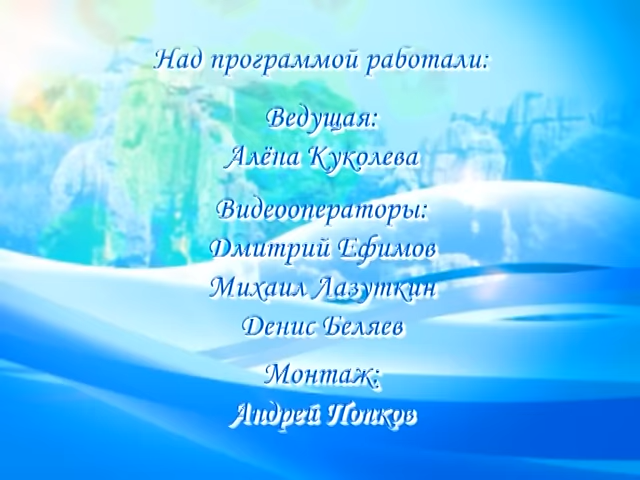 Над программой работали:
Ведущая:
Алёна Куколева
Видеооператоры:
Дмитрий Ефимов
Михаил Лазуткин
Денис Беляев
Монтаж:
Андрей Попков